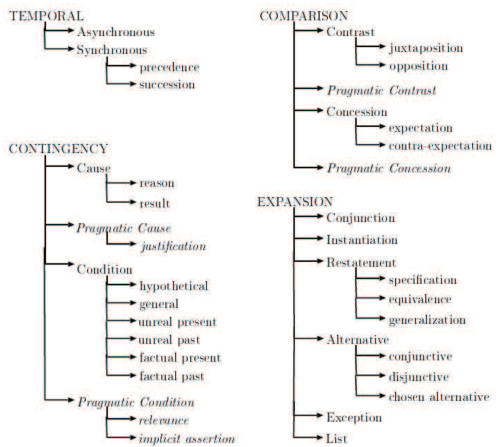 TEMPORAL
Asynchronous
Synchronous
precedence
succession
CONTINGENCY
Cause
reason
result
Pragmatic Cause
justification
Condition
hypothetical
general
unreal present
unreal past
factual present
factual past
Pragmatic Condition
relevance
implicit assertion
COMPARISON
Contrast
juxtaposition
opposition
Pragmatic Contrast
Concession
expectation
contra-expectation
Pragmatic Concession
EXPANSION
Conjunction
Instantiation
Restatement
specification
equivalence
generalization
Alternative
conjunctive
disjunctive
chosen alternative
Exception
List